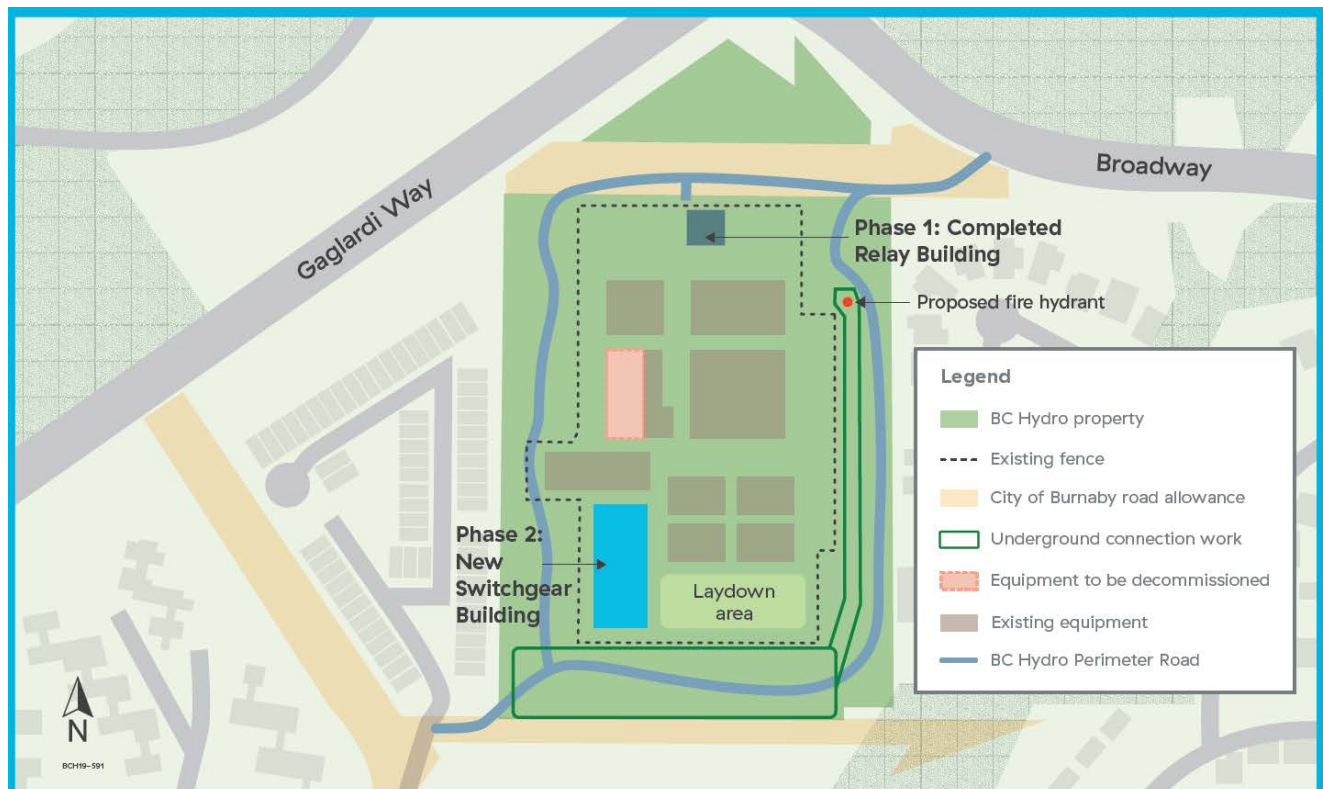 Gaglardi Way
Broadway
Phase 1: Completed
Relay Building
Proposed fire hydrant
Phase 2:
New
Switchgear
Building
Laydown
area
Legend
BC Hydro property
Existing fence
City of Burnaby road allowance
Underground connection work
Equipment to be decommissioned
Existing equipment
BC Hydro Perimeter Road
N
BCH19-591